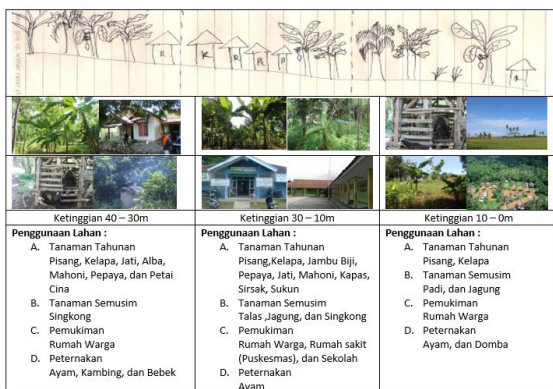 R
K
R
P
Ketinggian 40 – 30m
Penggunaan Lahan :
A. Tanaman Tahunan
Pisang, Kelapa, Jati, Alba,
Mahoni, Pepaya, dan Petai
Cina
B. Tanaman Semusim
Singkong
C. Pemukiman
Rumah Warga
D. Peternakan
Ayam, Kambing, dan Bebek
Ketinggian 30 – 10m
Penggunaan Lahan :
A. Tanaman Tahunan
Pisang,Kelapa, Jambu Biji,
Pepaya, Jati, Mahoni, Kapas,
Sirsak, Sukun
B. Tanaman Semusim
Talas ,Jagung, dan Singkong
C. Pemukiman
Rumah Warga, Rumah sakit
(Puskesmas), dan Sekolah
D. Peternakan
Ayam
Ketinggian 10 – 0m
Penggunaan Lahan :
A. Tanaman Tahunan
Pisang, Kelapa
B. Tanaman Semusim
Padi, dan Jagung
C. Pemukiman
Rumah Warga
D. Peternakan
Ayam, dan Domba